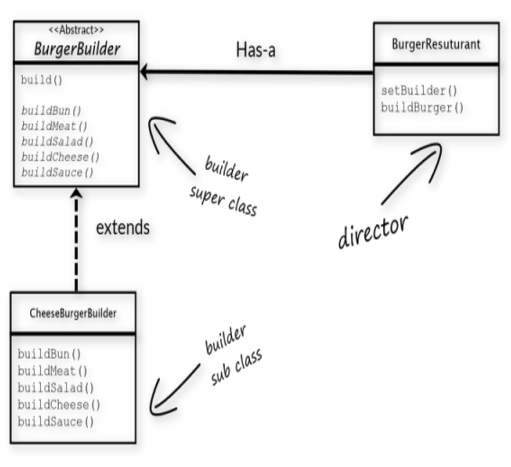 <<Abstract>>
BurgerBuilder
build()
buildBun()
buildMeat()
buildSalad()
buildCheese()
buildSauce()
Has-a
BurgerResuturant
setBuilder()
buildBurger()
builder
super class
director
extends
CheeseBurgerBuilder
buildBun()
buildMeat()
buildSalad()
buildCheese()
buildSauce()
builder
sub class